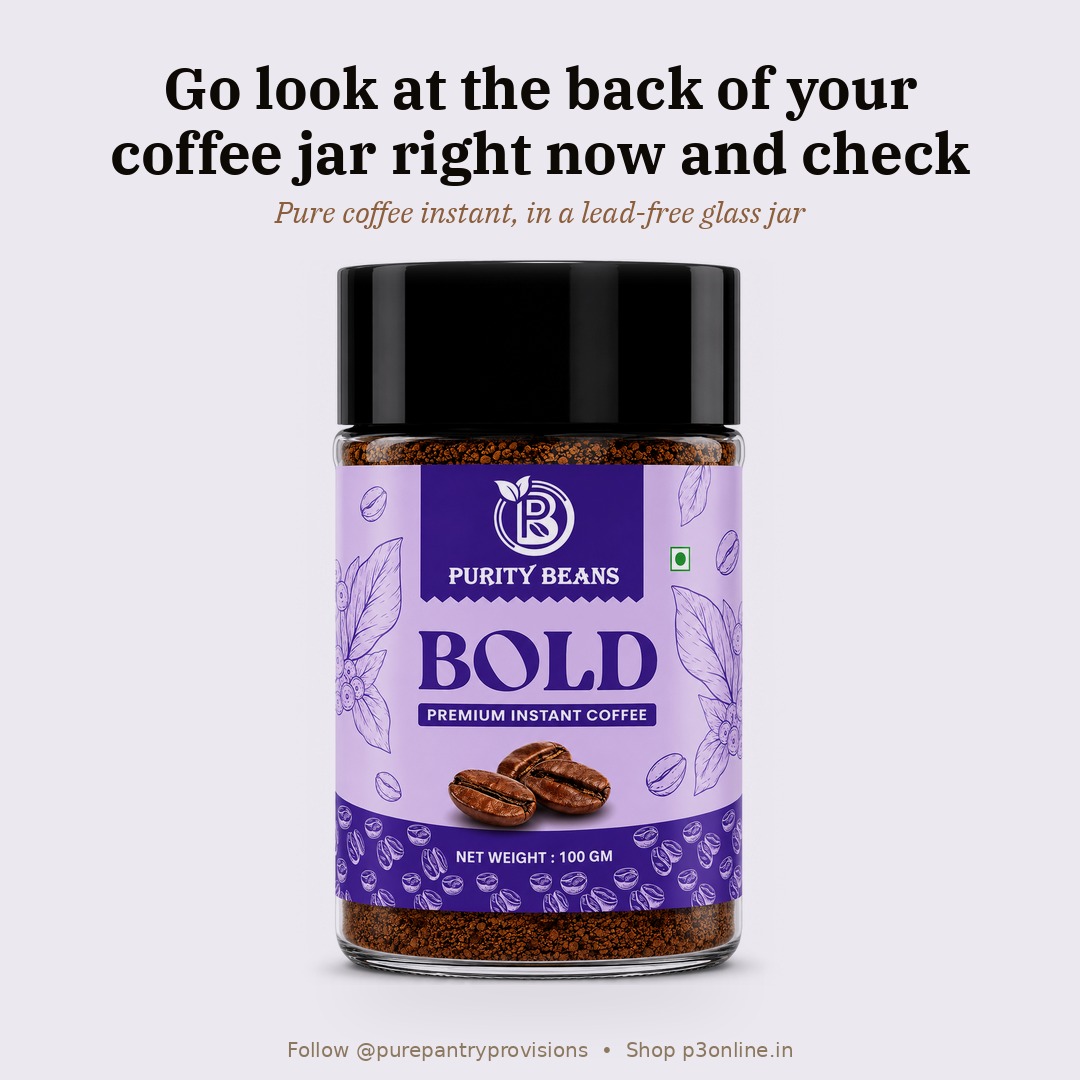 Go look at the back of your
coffee jar right now and check
Pure coffee instant, in a lead-free glass jar
PURITY BEANS
BOLD
PREMIUM INSTANT COFFEE
NET WEIGHT : 100 GM
Follow @purepantryprovisions • Shop p3online.in